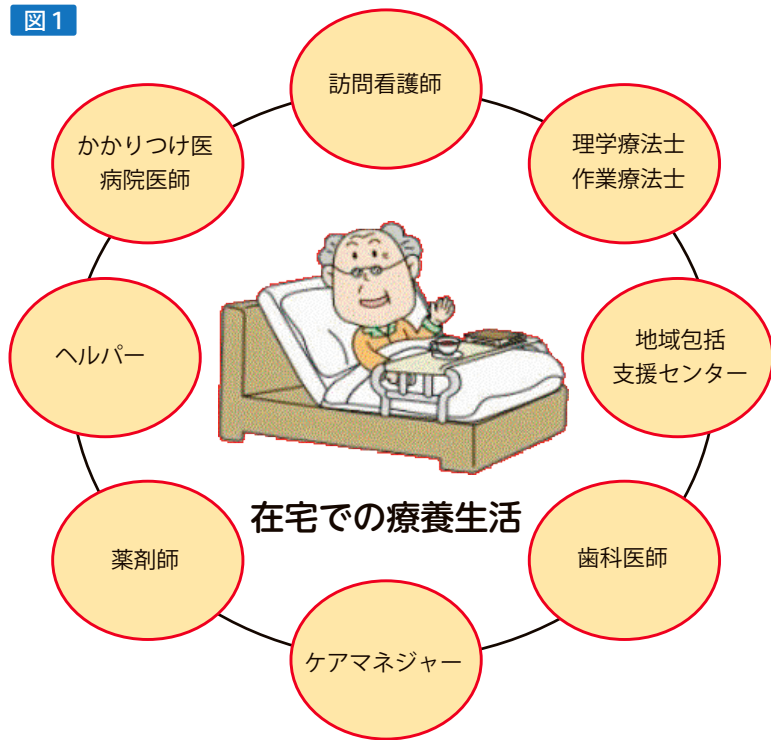 図1
訪問看護師
かかりつけ医
病院医師
理学療法士
作業療法士
ヘルパー
地域包括
支援センター
在宅での療養生活
薬剤師
歯科医師
ケアマネジャー